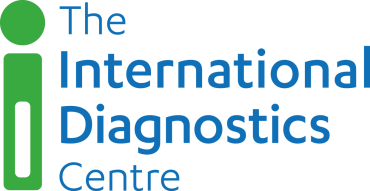 The
International
Diagnostics
Centre